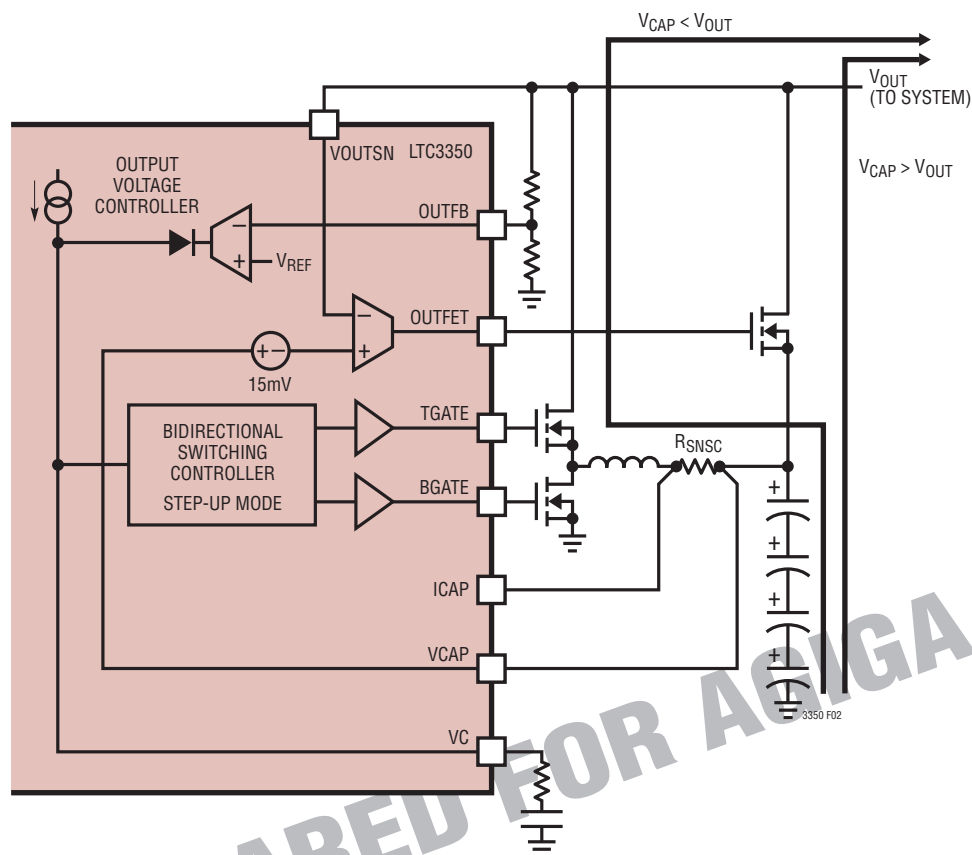 VCAP < VOUT
VOUT
(TO SYSTEM)
VCAP > VOUT
VOUTSN LTC3350
OUTPUT
VOLTAGE
CONTROLLER
OUTFB
−
+
VREF
OUTFET
−
+
+−
15mV
TGATE
BIDIRECTIONAL
SWITCHING
CONTROLLER
STEP-UP MODE
RSNSC
BGATE
+
+
+
+
ICAP
VCAP
3350 F02
VC
ARED FOR AGIGA